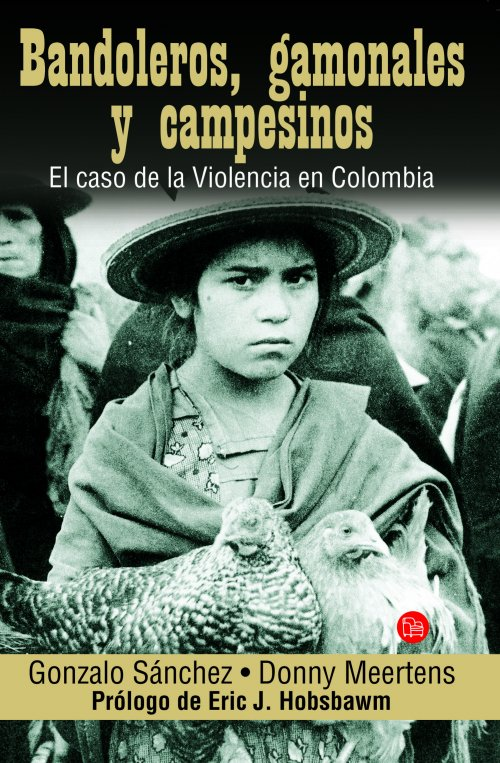 Bandoleros, gamonales
y campesinos
El caso de la Violencia en Colombia
Gonzalo Sánchez • Donny Meertens
Prólogo de Eric J. Hobsbawm